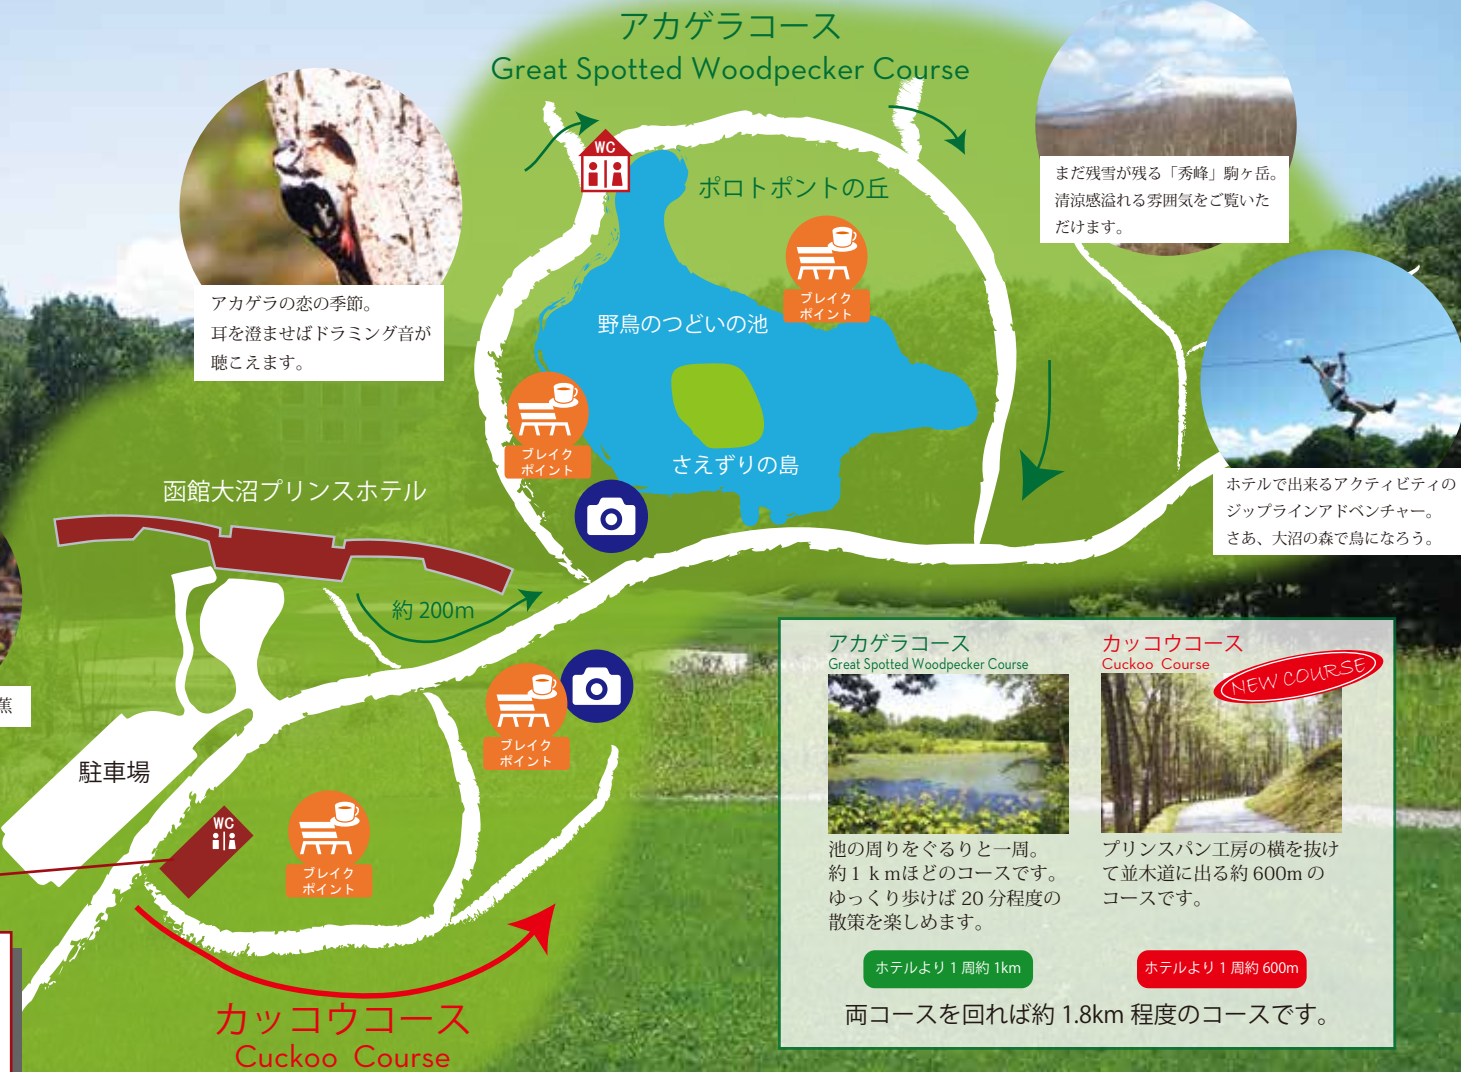 アカゲラコース
Great Spotted Woodpecker Course
WC
ポロトポントの丘
まだ残雪が残る「秀峰」駒ヶ岳。
清涼感溢れる雰囲気をご覧いた
だけます。
アカゲラの恋の季節。
耳を澄ませばドラミング音が
聴こえます。
ブレイク
ポイント
野鳥のつどいの池
ブレイク
ポイント
さえずりの島
ホテルで出来るアクティビティの
ジップラインアドベンチャー。
さあ、大沼の森で鳥になろう。
函館大沼プリンスホテル
約 200m
蕉
ブレイク
ポイント
駐車場
WC
ブレイク
ポイント
カッコウコース
Cuckoo Course
アカゲラコース
Great Spotted Woodpecker Course
池の周りをぐるりと一周。
約１ｋｍほどのコースです。
ゆっくり歩けば 20 分程度の
散策を楽しめます。
ホテルより 1 周約 1km
カッコウコース
Cuckoo Course
NEW COURSE
プリンスパン工房の横を抜け
て並木道に出る約 600m の
コースです。
ホテルより 1 周約 600m
両コースを回れば約 1.8km 程度のコースです。